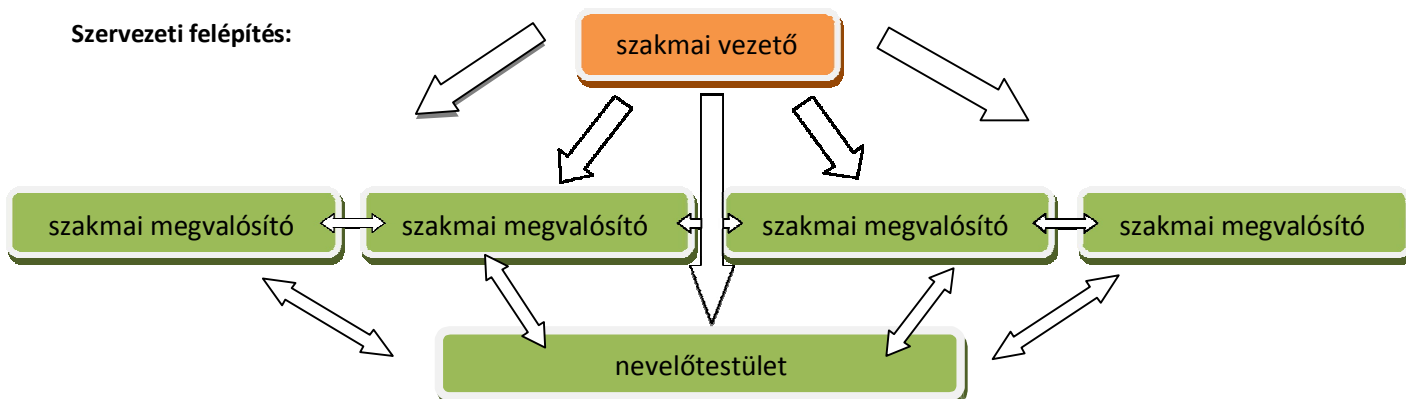 Szervezeti felépítés:
szakmai vezető
szakmai megvalósító
szakmai megvalósító
szakmai megvalósító
szakmai megvalósító
nevelőtestület